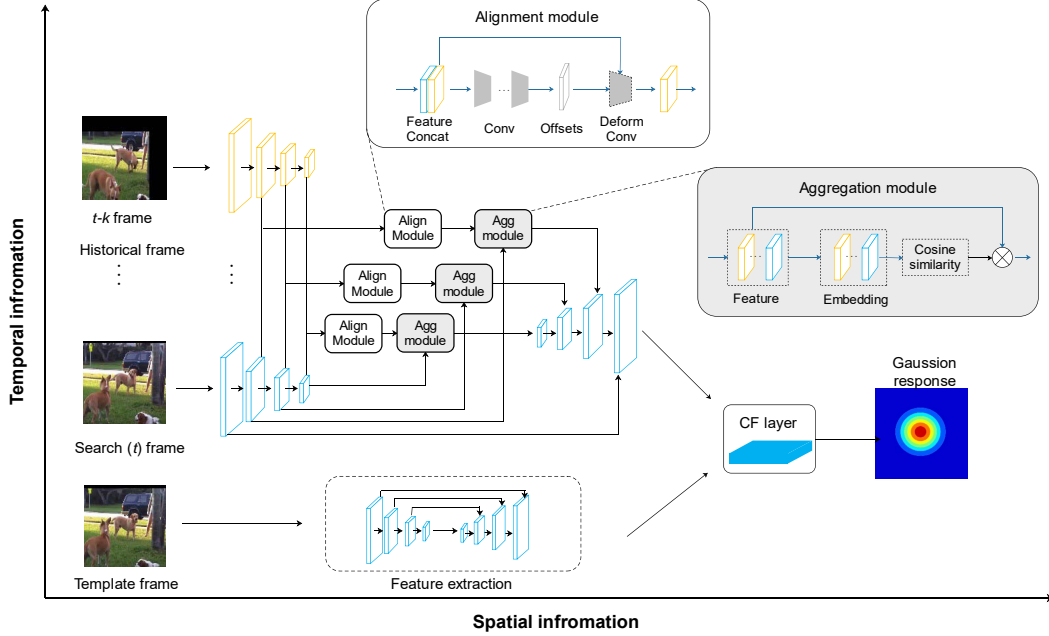 Alignment module
Feature
Concat
Conv
Offsets
Deform
Conv
t-k frame
Historical frame
Align
Module
Agg
module
Aggregation module
Feature
Embedding
Cosine
similarity
Align
Module
Agg
module
Align
Module
Agg
module
Temporal infromation
Search (t) frame
Gaussion
response
CF layer
Template frame
Feature extraction
Spatial infromation